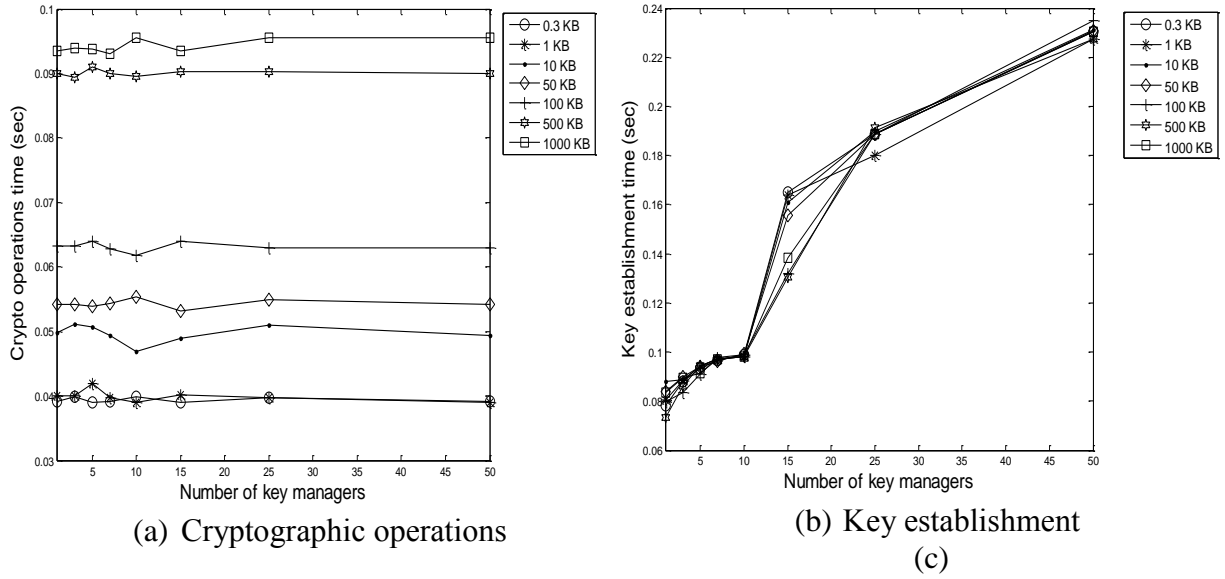 0.1
0.09
0.08
0.07
0.06
0.05
0.04
0.03
Crypto operations time (sec)
5 10 15 20 25 30 35 40 45 50
Number of key managers
0.3 KB
1 KB
10 KB
50 KB
100 KB
500 KB
1000 KB
(a) Cryptographic operations
0.24
0.22
0.2
0.18
0.16
0.14
0.12
0.1
0.08
0.06
Key establishment time (sec)
5 10 15 20 25 30 35 40 45 50
Number of key managers
0.3 KB
1 KB
10 KB
50 KB
100 KB
500 KB
1000 KB
(b) Key establishment
(c)